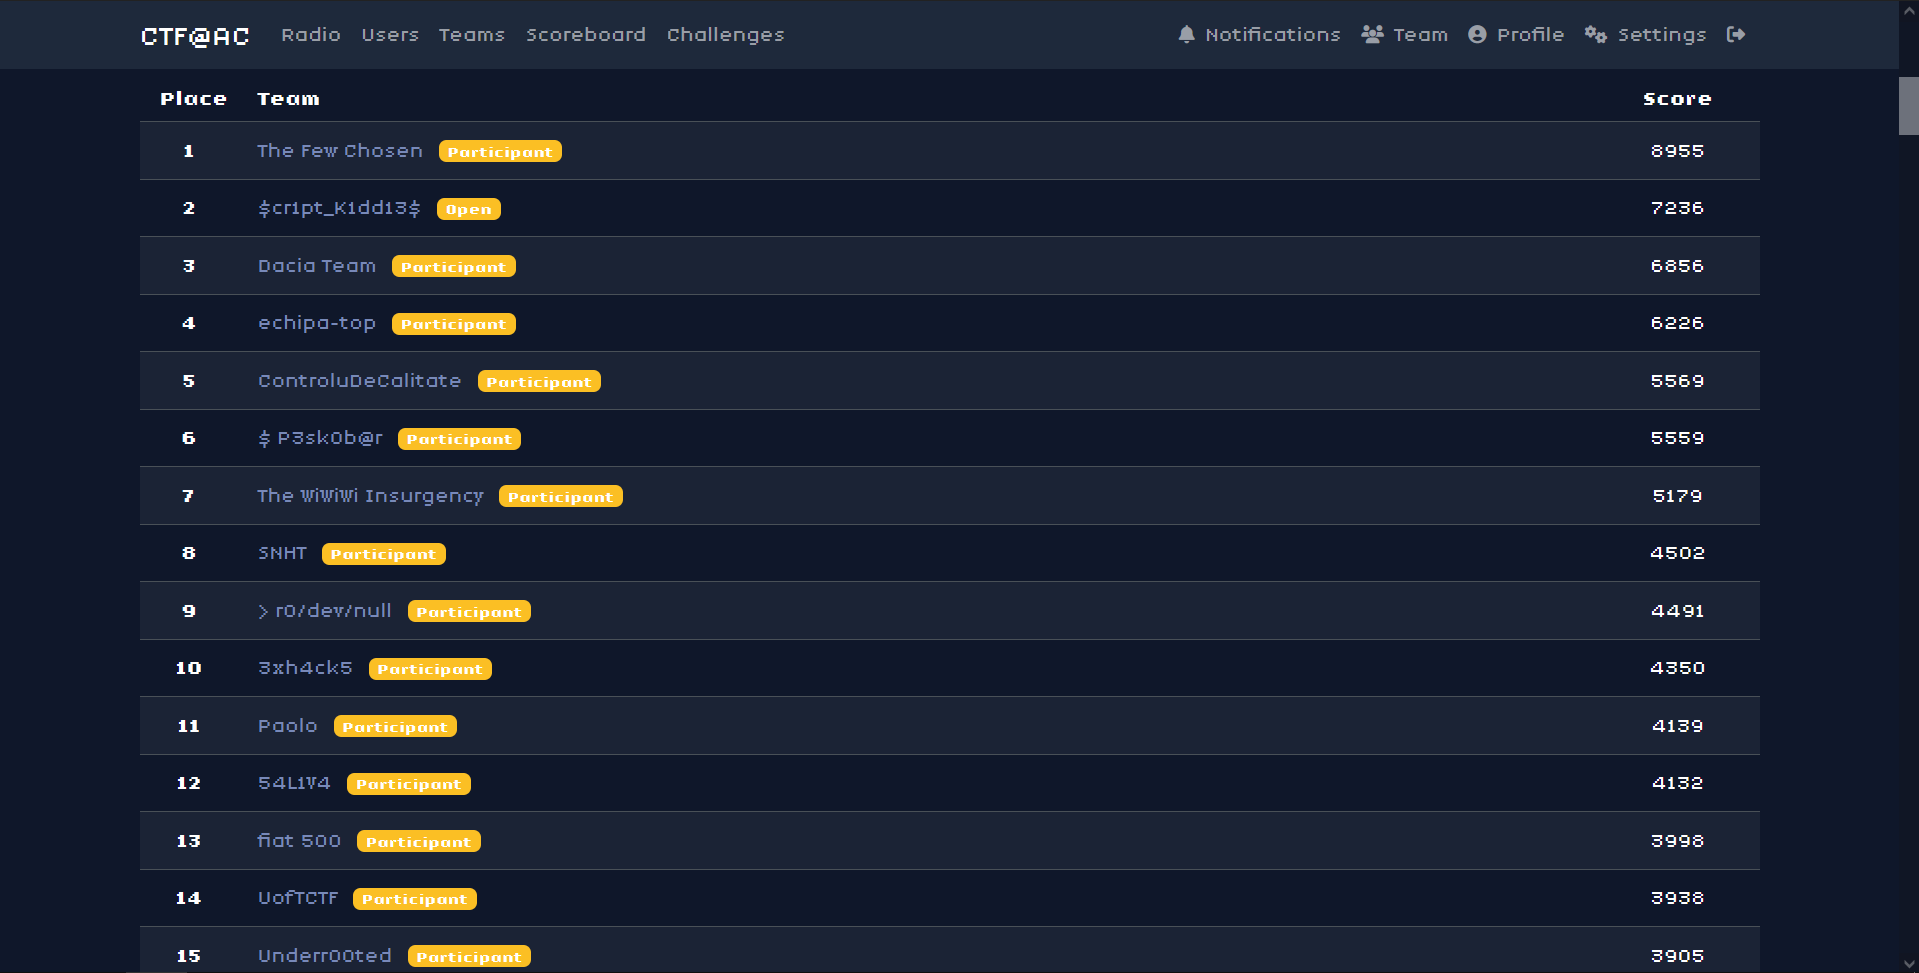 CTF@AC Radio Users Teams Scoreboard Challenges Notifications Team Profile Settings
Place Team Score
1 The Few Chosen Participant 8955
2 $cr1pt_K1dd13$ Open 7236
3 Dacia Team Participant 6856
4 echipa-top Participant 6226
5 ControluDeCalitate Participant 5569
6 $ P3sk0b@r Participant 5559
7 The WiWiWi Insurgency Participant 5179
8 SNHT Participant 4502
9 > r0/dev/null Participant 4491
10 3xh4ck5 Participant 4350
11 Paolo Participant 4139
12 54L1V4 Participant 4132
13 fiat 500 Participant 3998
14 UofTCTF Participant 3938
15 Underr00ted Participant 3905